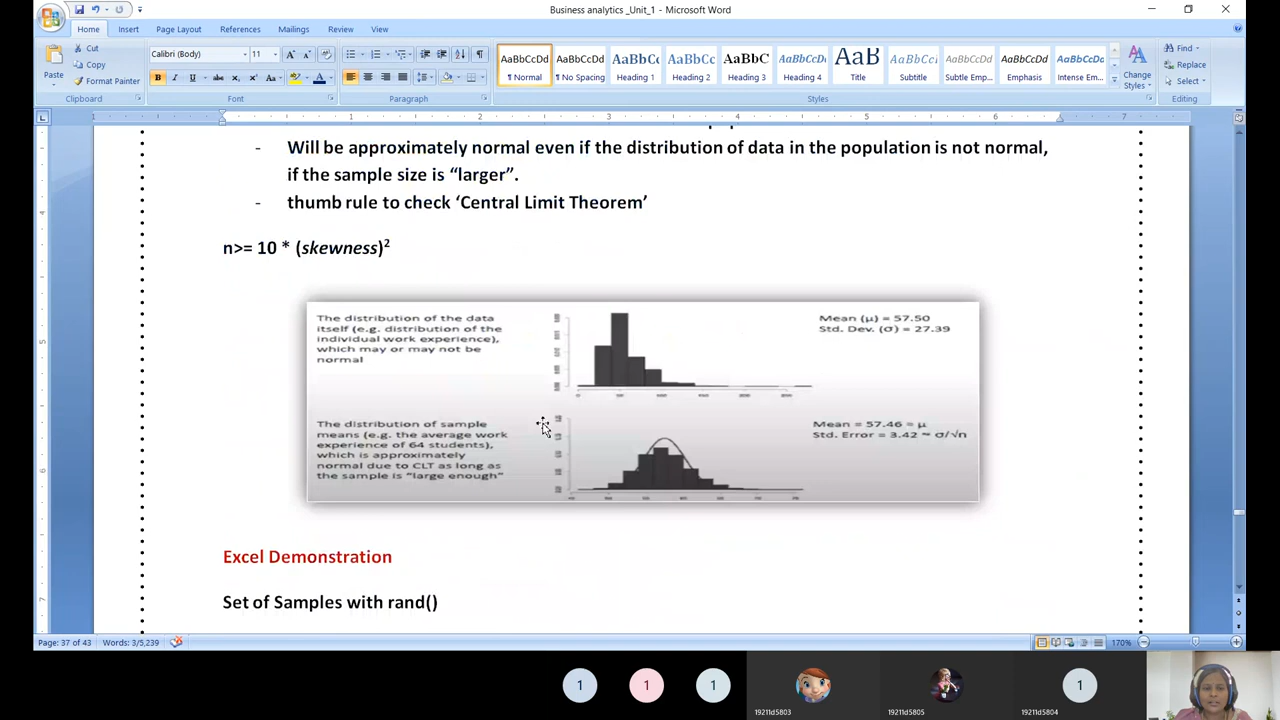 Business analytics _Unit_1 - Microsoft Word
Home Insert Page Layout References Mailings Review View
Cut
Copy
Format Painter
Paste
Clipboard
Calibri (Body) 11
Font
Paragraph
AaBbCcDd AaBbCcDd AaBbCc AaBbCc AaBbC AaBbCcDd AaB AaBbCc AaBbCcDd AaBbCcDd AaBbCcDd
¶ Normal ¶ No Spacing Heading 1 Heading 2 Heading 3 Heading 4 Title Subtitle Subtle Emp... Emphasis Intense Em...
Change
Styles
Styles
Find
Replace
Select
Editing
- Will be approximately normal even if the distribution of data in the population is not normal,
if the sample size is “larger”.
- thumb rule to check ‘Central Limit Theorem’
n>= 10 * (skewness)2
The distribution of the data
itself (e.g. distribution of the
individual work experience),
which may or may not be
normal
Mean (μ) = 57.50
Std. Dev. (σ) = 27.39
The distribution of sample
means (e.g. the average work
experience of 64 students),
which is approximately
normal due to CLT as long as
the sample is “large enough”
Mean = 57.46 ≈ μ
Std. Error = 3.42 ≈ σ/√n
Excel Demonstration
Set of Samples with rand()
Page: 37 of 43 Words: 3/5,239 170%
1 1 1 1
19211d5803 19211d5805 19211d5804